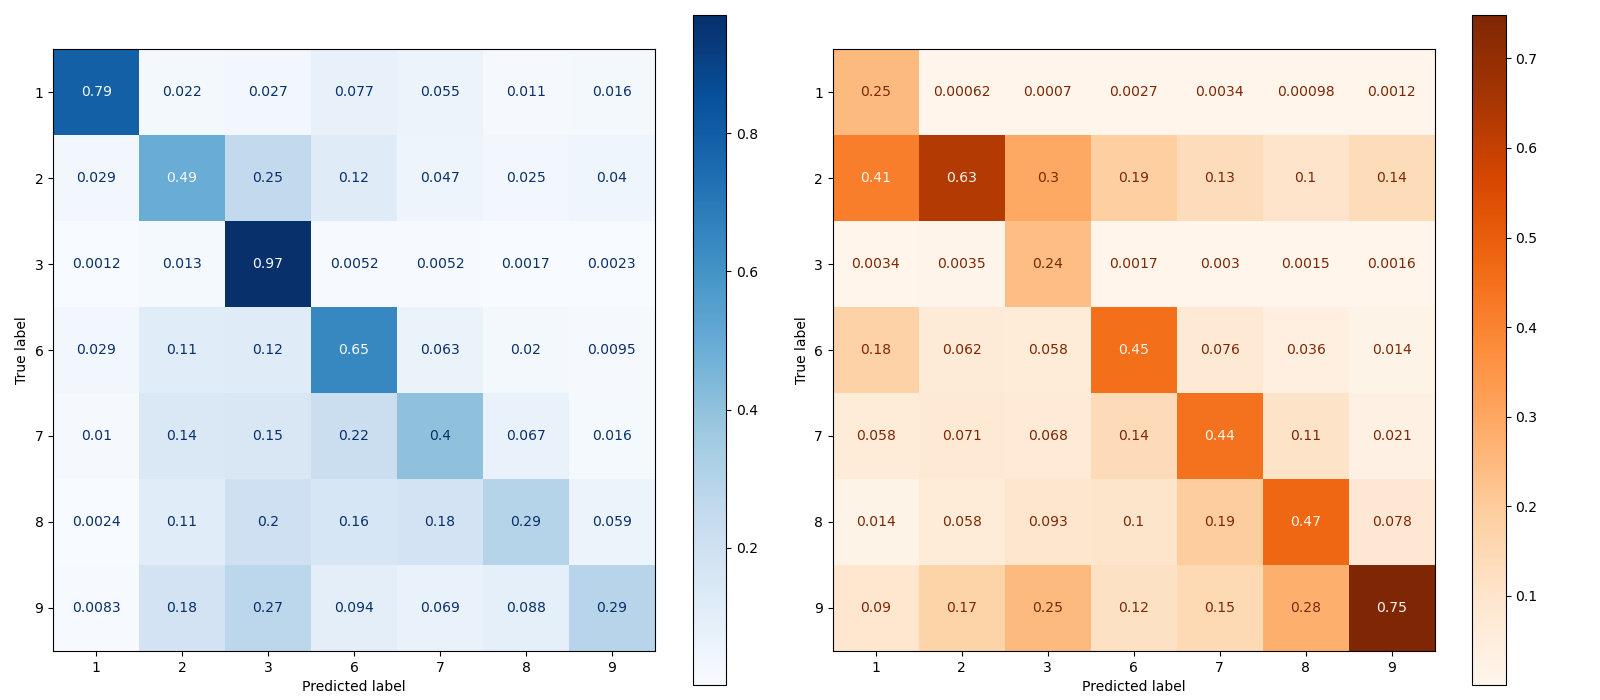 1 0.79 0.022 0.027 0.077 0.055 0.011 0.016
2 0.029 0.49 0.25 0.12 0.047 0.025 0.04
3 0.0012 0.013 0.97 0.0052 0.0052 0.0017 0.0023
6 0.029 0.11 0.12 0.65 0.063 0.02 0.0095
7 0.01 0.14 0.15 0.22 0.4 0.067 0.016
8 0.0024 0.11 0.2 0.16 0.18 0.29 0.059
9 0.0083 0.18 0.27 0.094 0.069 0.088 0.29
1 2 3 6 7 8 9
Predicted label
True label
0.8
0.6
0.4
0.2
1 0.25 0.00062 0.0007 0.0027 0.0034 0.00098 0.0012
2 0.41 0.63 0.3 0.19 0.13 0.1 0.14
3 0.0034 0.0035 0.24 0.0017 0.003 0.0015 0.0016
6 0.18 0.062 0.058 0.45 0.076 0.036 0.014
7 0.058 0.071 0.068 0.14 0.44 0.11 0.021
8 0.014 0.058 0.093 0.1 0.19 0.47 0.078
9 0.09 0.17 0.25 0.12 0.15 0.28 0.75
1 2 3 6 7 8 9
Predicted label
True label
0.7
0.6
0.5
0.4
0.3
0.2
0.1